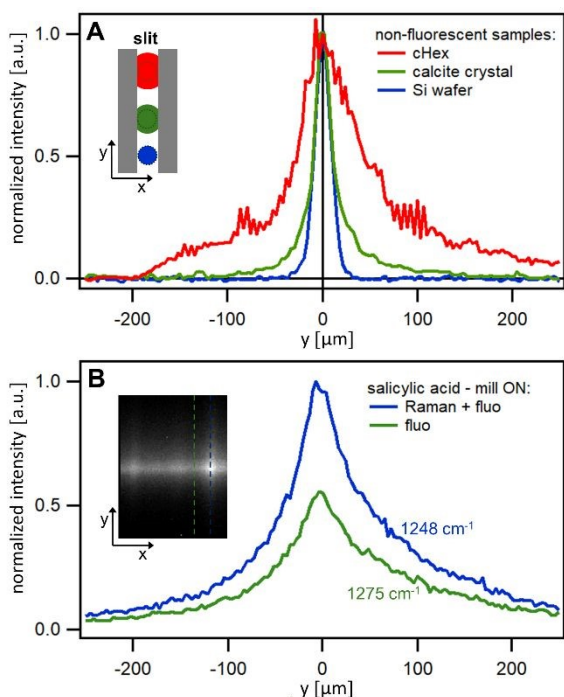 A
slit
y
x
non-fluorescent samples:
cHex
calcite crystal
Si wafer
normalized intensity [a.u.]
1.0
0.5
0.0
-200 -100 0 100 200
y [µm]
B
y
x
salicylic acid - mill ON:
Raman + fluo
fluo
1248 cm⁻¹
1275 cm⁻¹
normalized intensity [a.u.]
1.0
0.5
0.0
-200 -100 0 100 200
y [µm]